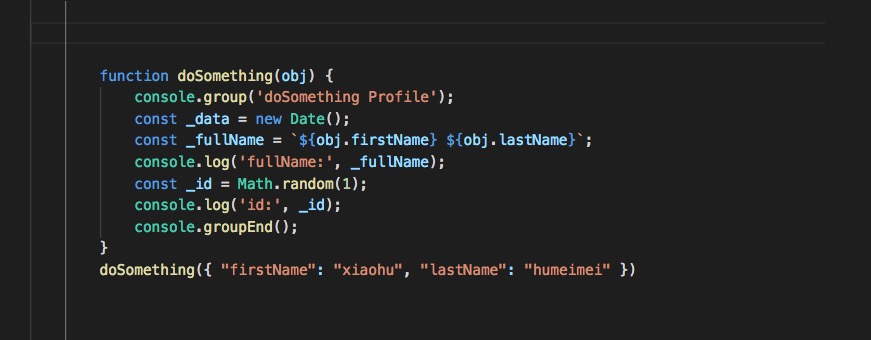 function doSomething(obj) {
    console.group('doSomething Profile');
    const _data = new Date();
    const _fullName = `${obj.firstName} ${obj.lastName}`;
    console.log('fullName:', _fullName);
    const _id = Math.random(1);
    console.log('id:', _id);
    console.groupEnd();
}
doSomething({ "firstName": "xiaohu", "lastName": "humeimei" })